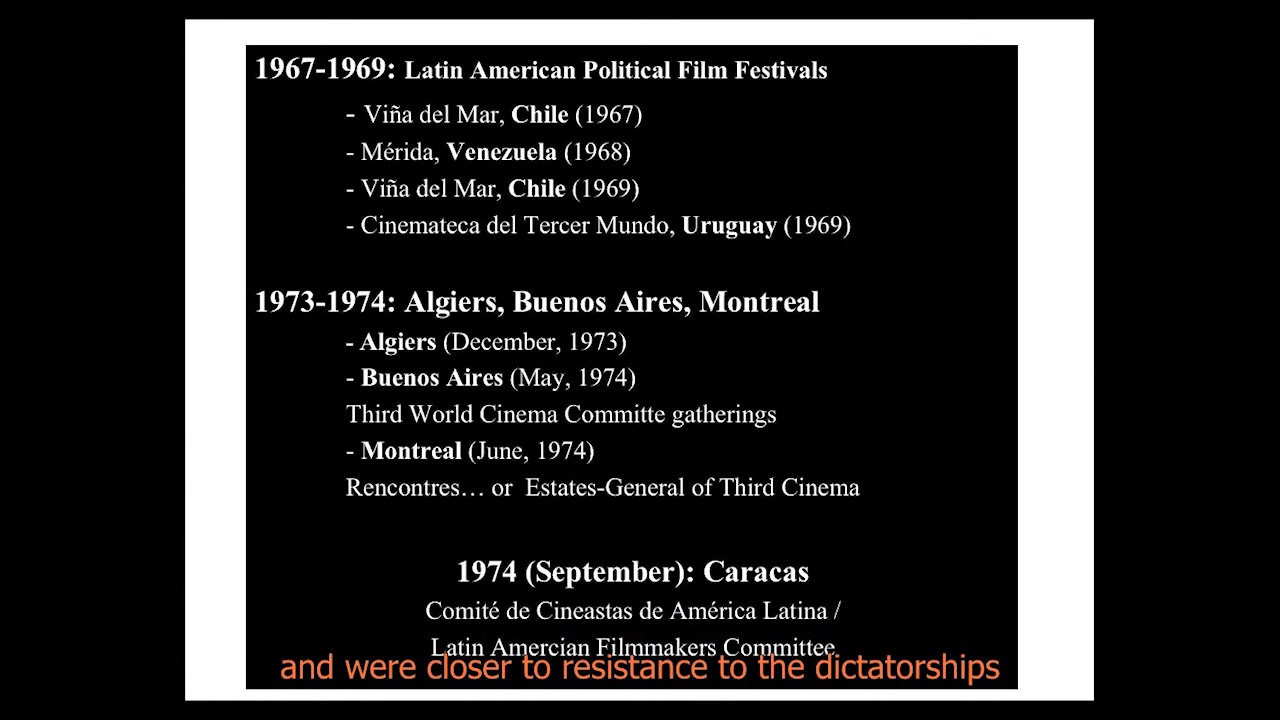 1967-1969: Latin American Political Film Festivals
- Viña del Mar, Chile (1967)
- Mérida, Venezuela (1968)
- Viña del Mar, Chile (1969)
- Cinemateca del Tercer Mundo, Uruguay (1969)
1973-1974: Algiers, Buenos Aires, Montreal
- Algiers (December, 1973)
- Buenos Aires (May, 1974)
Third World Cinema Committe gatherings
- Montreal (June, 1974)
Rencontres… or Estates-General of Third Cinema
1974 (September): Caracas
Comité de Cineastas de América Latina /
Latin Amercian Filmmakers Committee
and were closer to resistance to the dictatorships